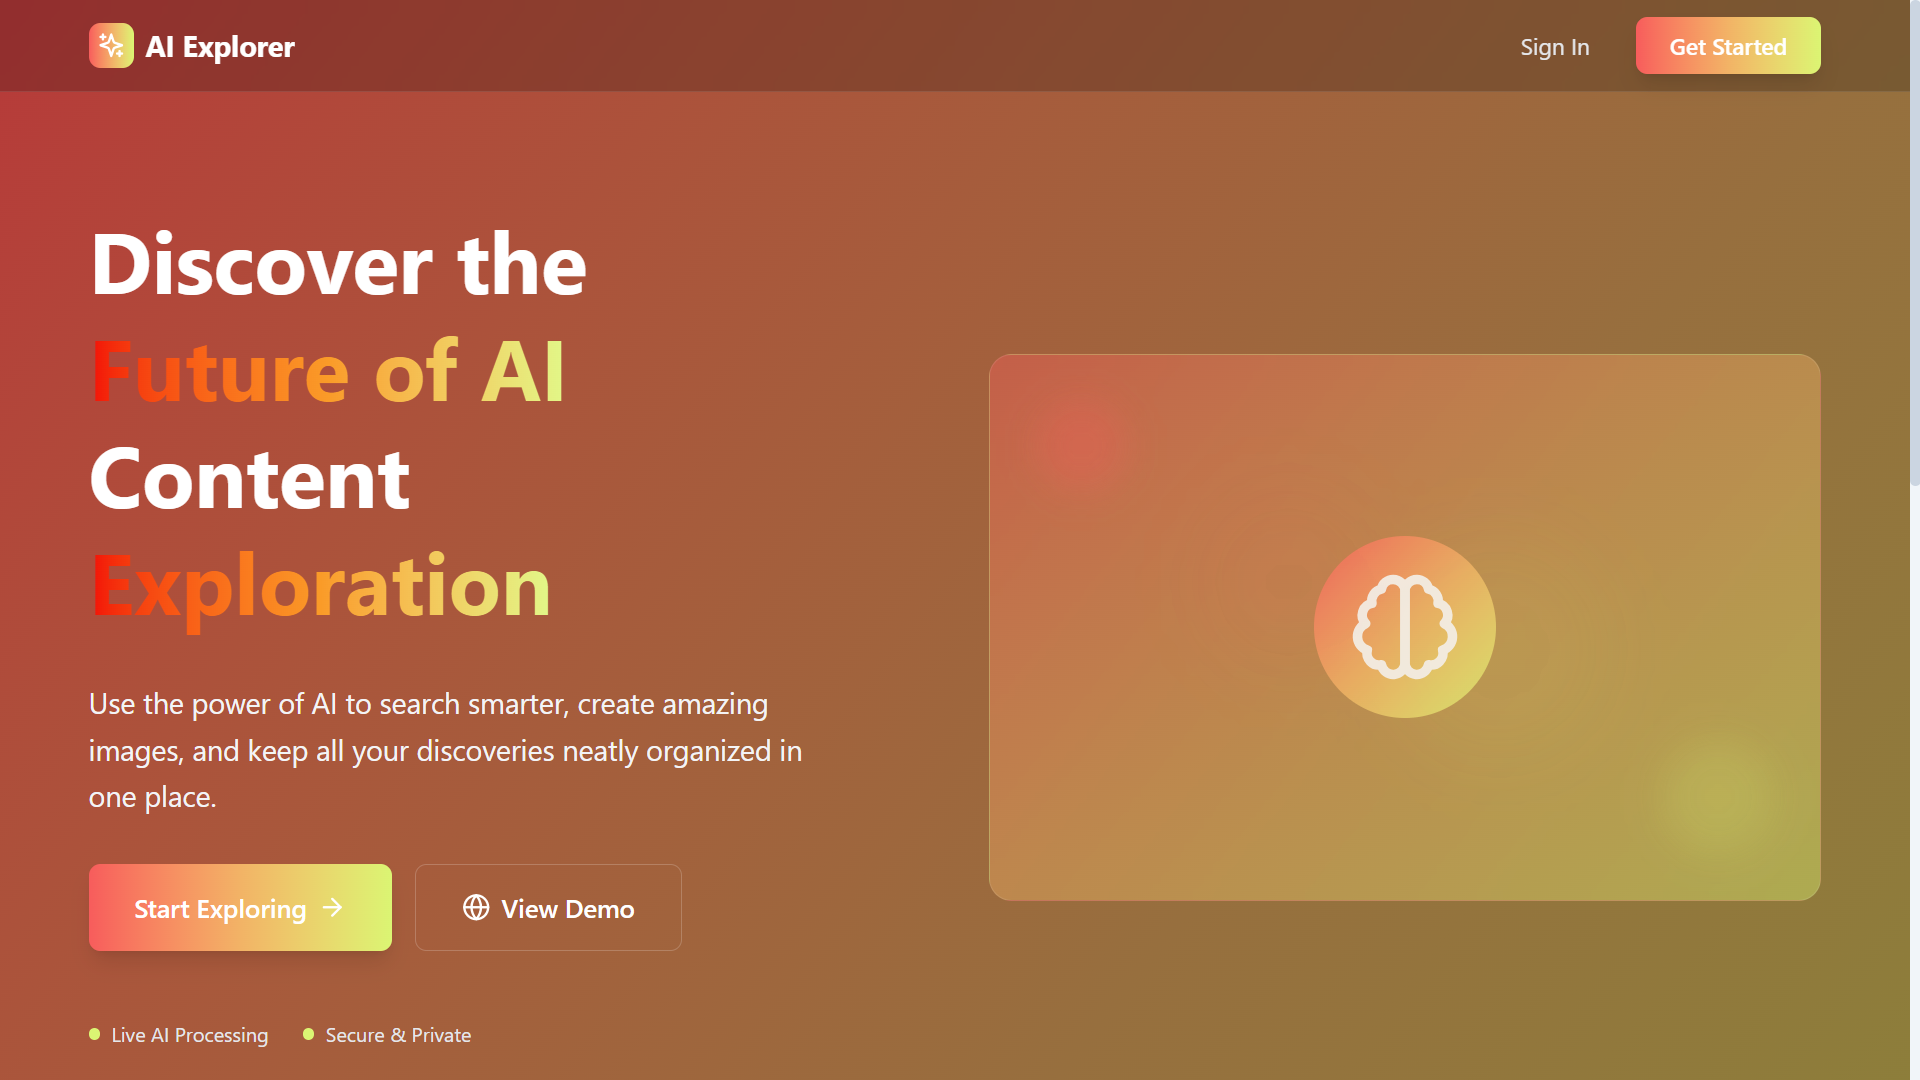 AI Explorer
Sign In
Get Started
Discover the
Future of AI
Content
Exploration
Use the power of AI to search smarter, create amazing
images, and keep all your discoveries neatly organized in
one place.
Start Exploring
View Demo
Live AI Processing
Secure & Private